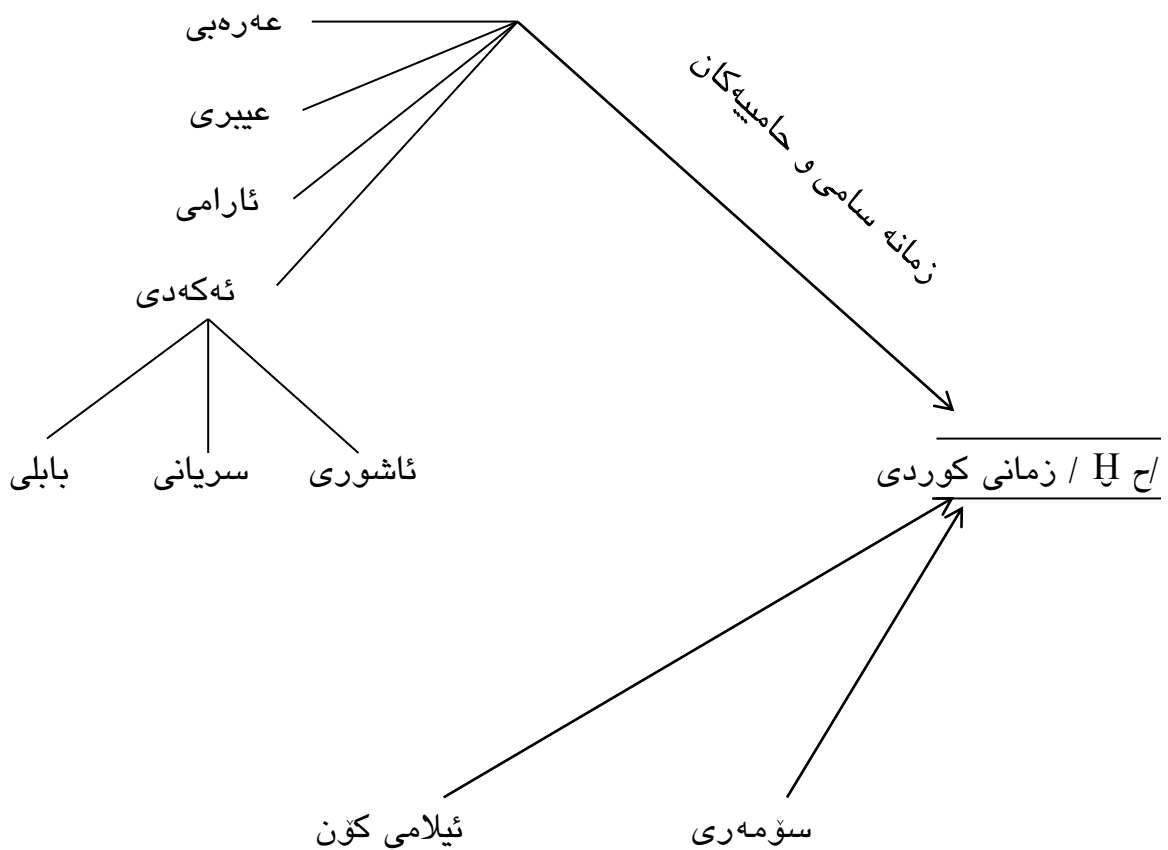 عەرەبی
زمانە سامی و حامییەکان
عیبری
ئارامی
ئەکەدی
ئاشوری
سریانی
بابلی
/ح Ḫ / زمانی کوردی
سۆمەری
ئیلامی کۆن